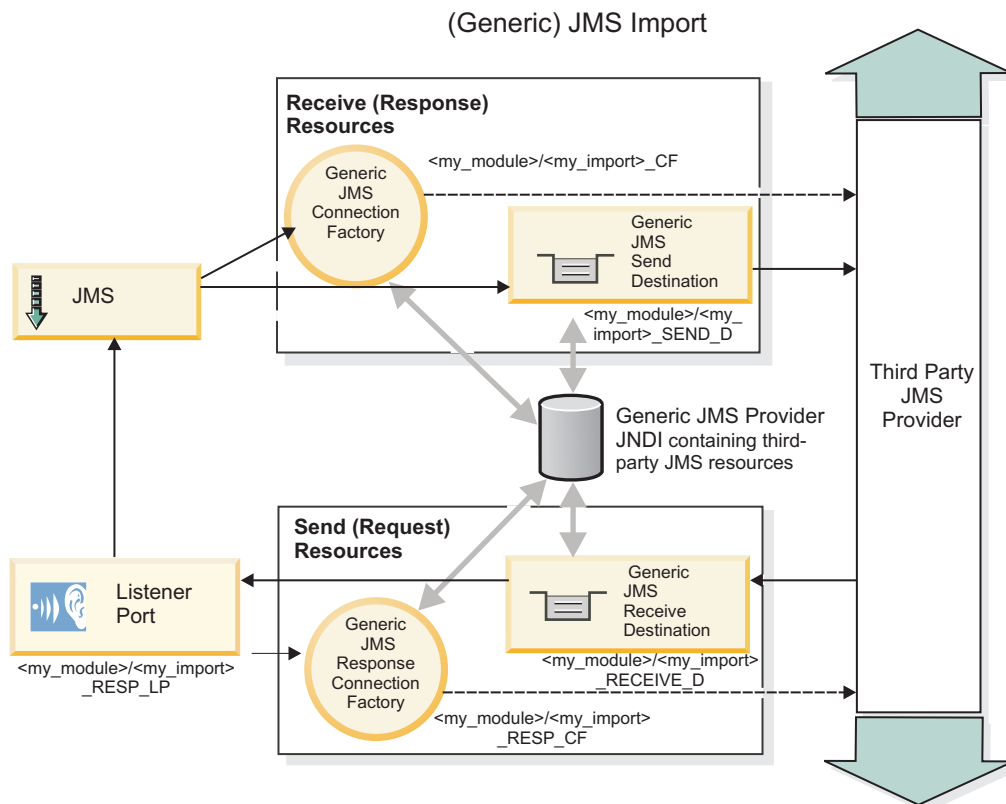 (Generic) JMS Import
Receive (Response)
Resources
<my_module>/<my_import>_CF
Generic
JMS
Connection
Factory
Generic
JMS
Send
Destination
<my_module>/<my_
import>_SEND_D
JMS
Third Party
JMS
Provider
Generic JMS Provider
JNDI containing third-
party JMS resources
Send (Request)
Resources
Listener
Port
<my_module>/<my_import>
_RESP_LP
Generic
JMS
Receive
Destination
<my_module>/<my_import>
_RECEIVE_D
Generic
JMS
Response
Connection
Factory
<my_module>/<my_import>
_RESP_CF